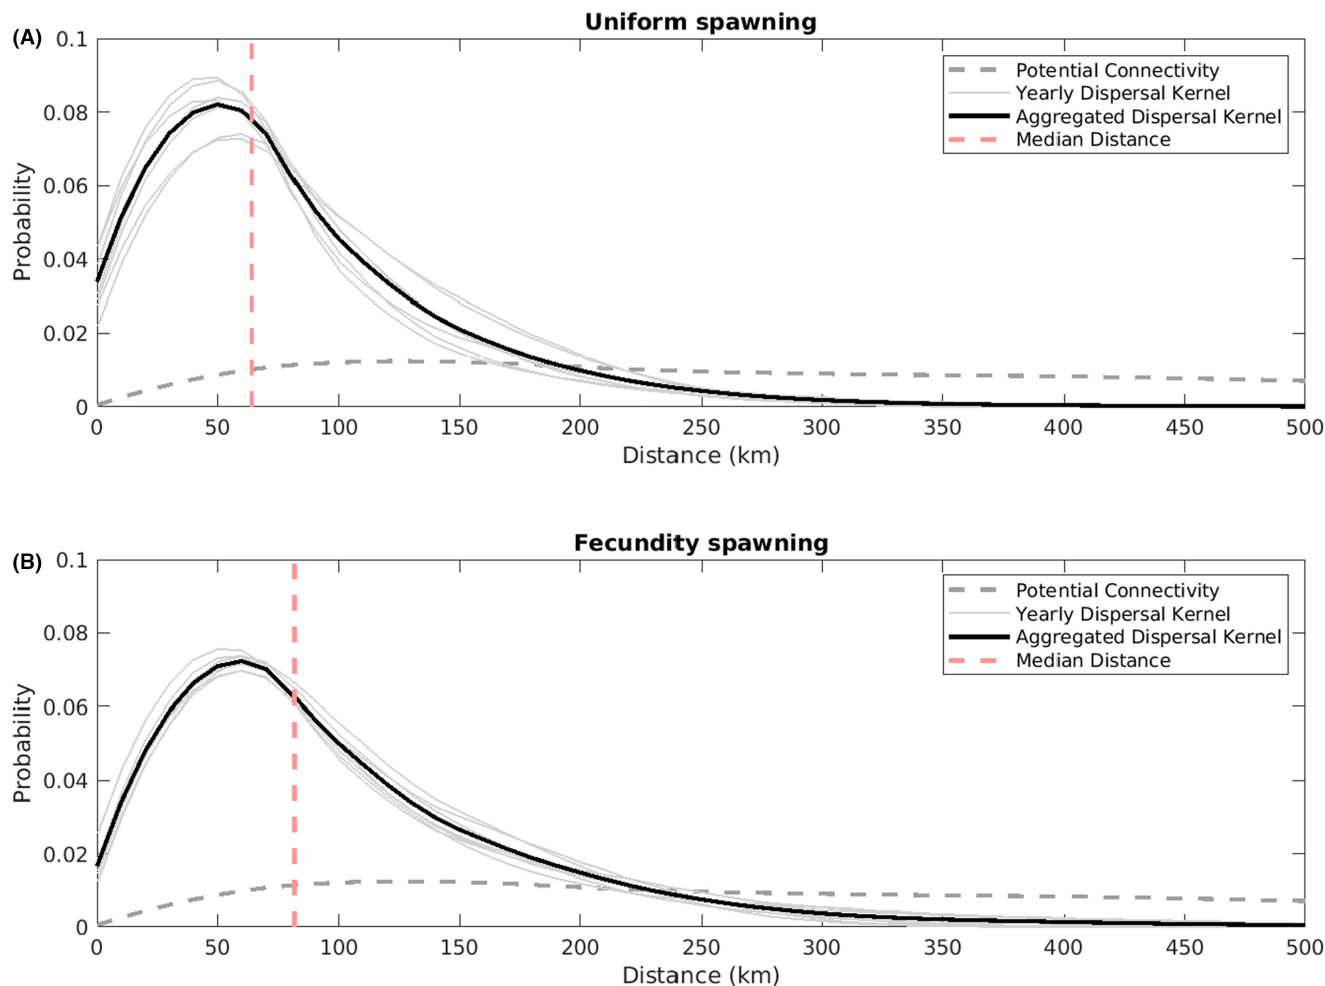 (A)
Uniform spawning
Potential Connectivity
Yearly Dispersal Kernel
Aggregated Dispersal Kernel
Median Distance
Probability
0.1
0.08
0.06
0.04
0.02
0
0 50 100 150 200 250 300 350 400 450 500
Distance (km)
(B)
Fecundity spawning
Potential Connectivity
Yearly Dispersal Kernel
Aggregated Dispersal Kernel
Median Distance
Probability
0.1
0.08
0.06
0.04
0.02
0
0 50 100 150 200 250 300 350 400 450 500
Distance (km)